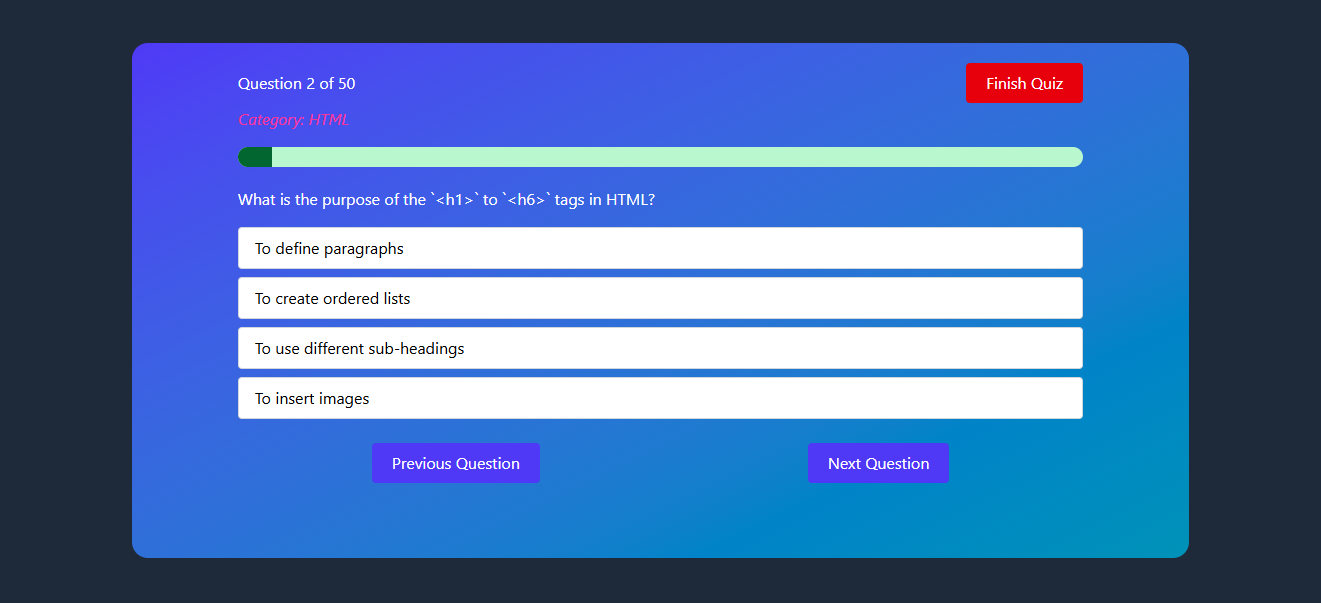 Question 2 of 50
Finish Quiz
Category: HTML
What is the purpose of the `<h1>` to `<h6>` tags in HTML?
To define paragraphs
To create ordered lists
To use different sub-headings
To insert images
Previous Question
Next Question